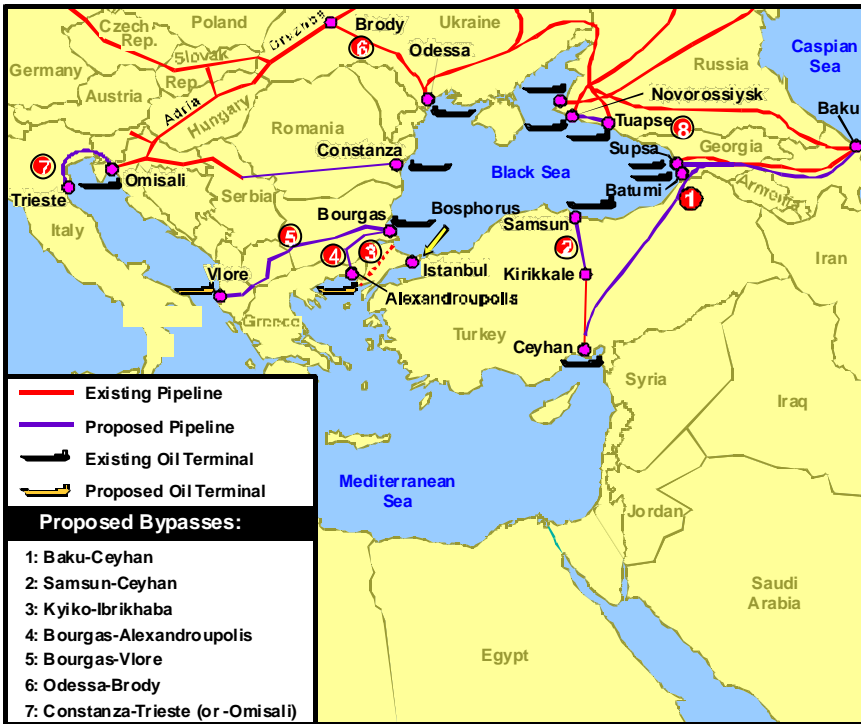 Czech
Rep.
Poland
Ukraine
Druzhba
Brody
6
Slovak
Rep.
Germany
Odessa
Russia
Caspian
Sea
Austria
Adria
Hungary
Novorossiysk
Baku
Tuapse
8
Romania
Constanza
Supsa
Georgia
7
Omisali
Black Sea
Batumi
Armenia
Trieste
Serbia
1
Bourgas
Bosphorus
Samsun
Italy
5
4
3
2
Iran
Vlore
Istanbul
Kirikkale
Alexandroupolis
Greece
Turkey
Ceyhan
Syria
Iraq
Existing Pipeline
Proposed Pipeline
Existing Oil Terminal
Proposed Oil Terminal
Mediterranean
Sea
Jordan
Proposed Bypasses:
1: Baku-Ceyhan
2: Samsun-Ceyhan
3: Kyiko-Ibrikhaba
4: Bourgas-Alexandroupolis
5: Bourgas-Vlore
6: Odessa-Brody
7: Constanza-Trieste (or -Omisali)
Saudi
Arabia
Egypt